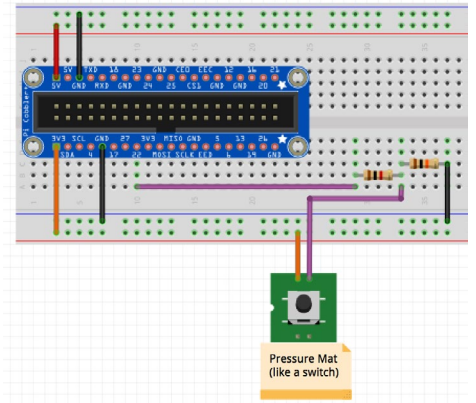 5V TXD 18 23 GND CE0 EEC 12 16 21
5V GND RXD GND 24 25 CS1 GND GND 20
Pi Cobbler+
3V3 SCL GND 27 3V3 MISO GND 5 13 26
SDA 4 17 22 MOSI SCLK EED 6 19 GND
Pressure Mat
(like a switch)